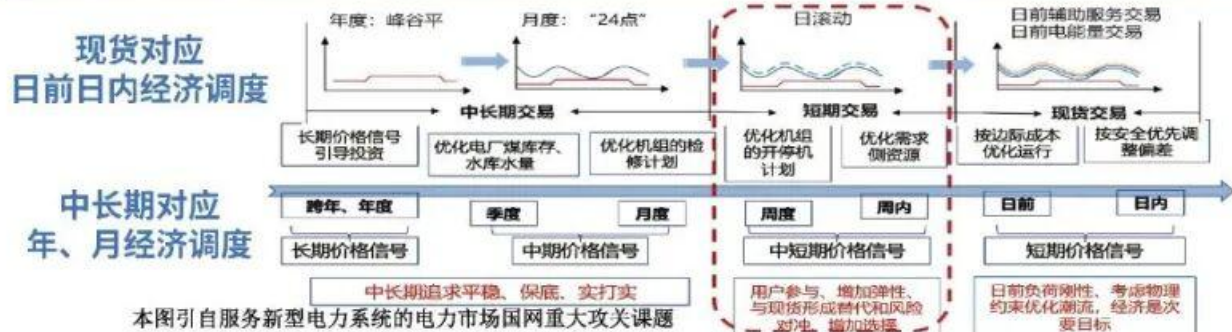 年度：峰谷平
月度：“24点”
日滚动
日前辅助服务交易
日前电能量交易
现货对应
日前日内经济调度
中长期交易
短期交易
现货交易
长期价格信号
引导投资
优化电厂煤库存、
水库水量
优化机组的检
修计划
优化机组
的开停机
计划
优化需求
侧资源
按边际成本
优化运行
按安全优先调
整偏差
中长期对应
年、月经济调度
跨年、年度
季度
月度
周度
周内
日前
日内
长期价格信号
中期价格信号
中短期价格信号
短期价格信号
中长期追求平稳、保底、实打实
用户参与、增加弹性、
与现货形成替代和风险
对冲，增加选择
日前负荷刚性、考虑物理
约束优化潮流，经济是次
要目标
本图引自服务新型电力系统的电力市场国网重大攻关课题